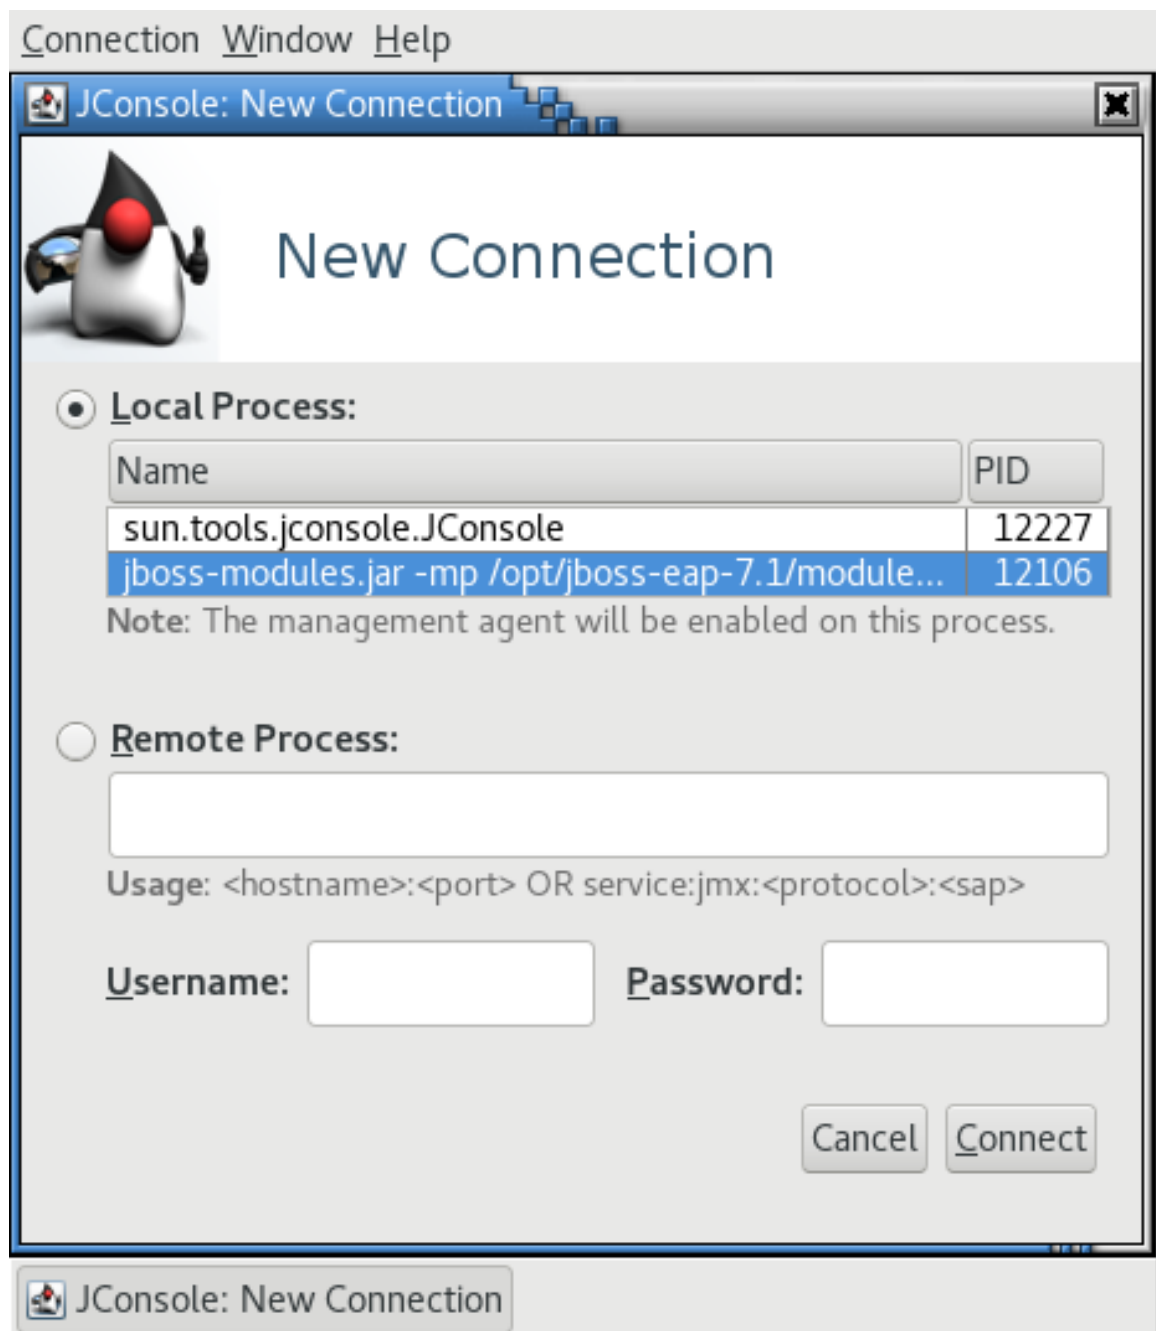 Connection Window Help
JConsole: New Connection
New Connection
Local Process:
Name PID
sun.tools.jconsole.JConsole 12227
jboss-modules.jar -mp /opt/jboss-eap-7.1/module... 12106
Note: The management agent will be enabled on this process.
Remote Process:
Usage: <hostname>:<port> OR service:jmx:<protocol>:<sap>
Username: Password:
Cancel Connect
JConsole: New Connection